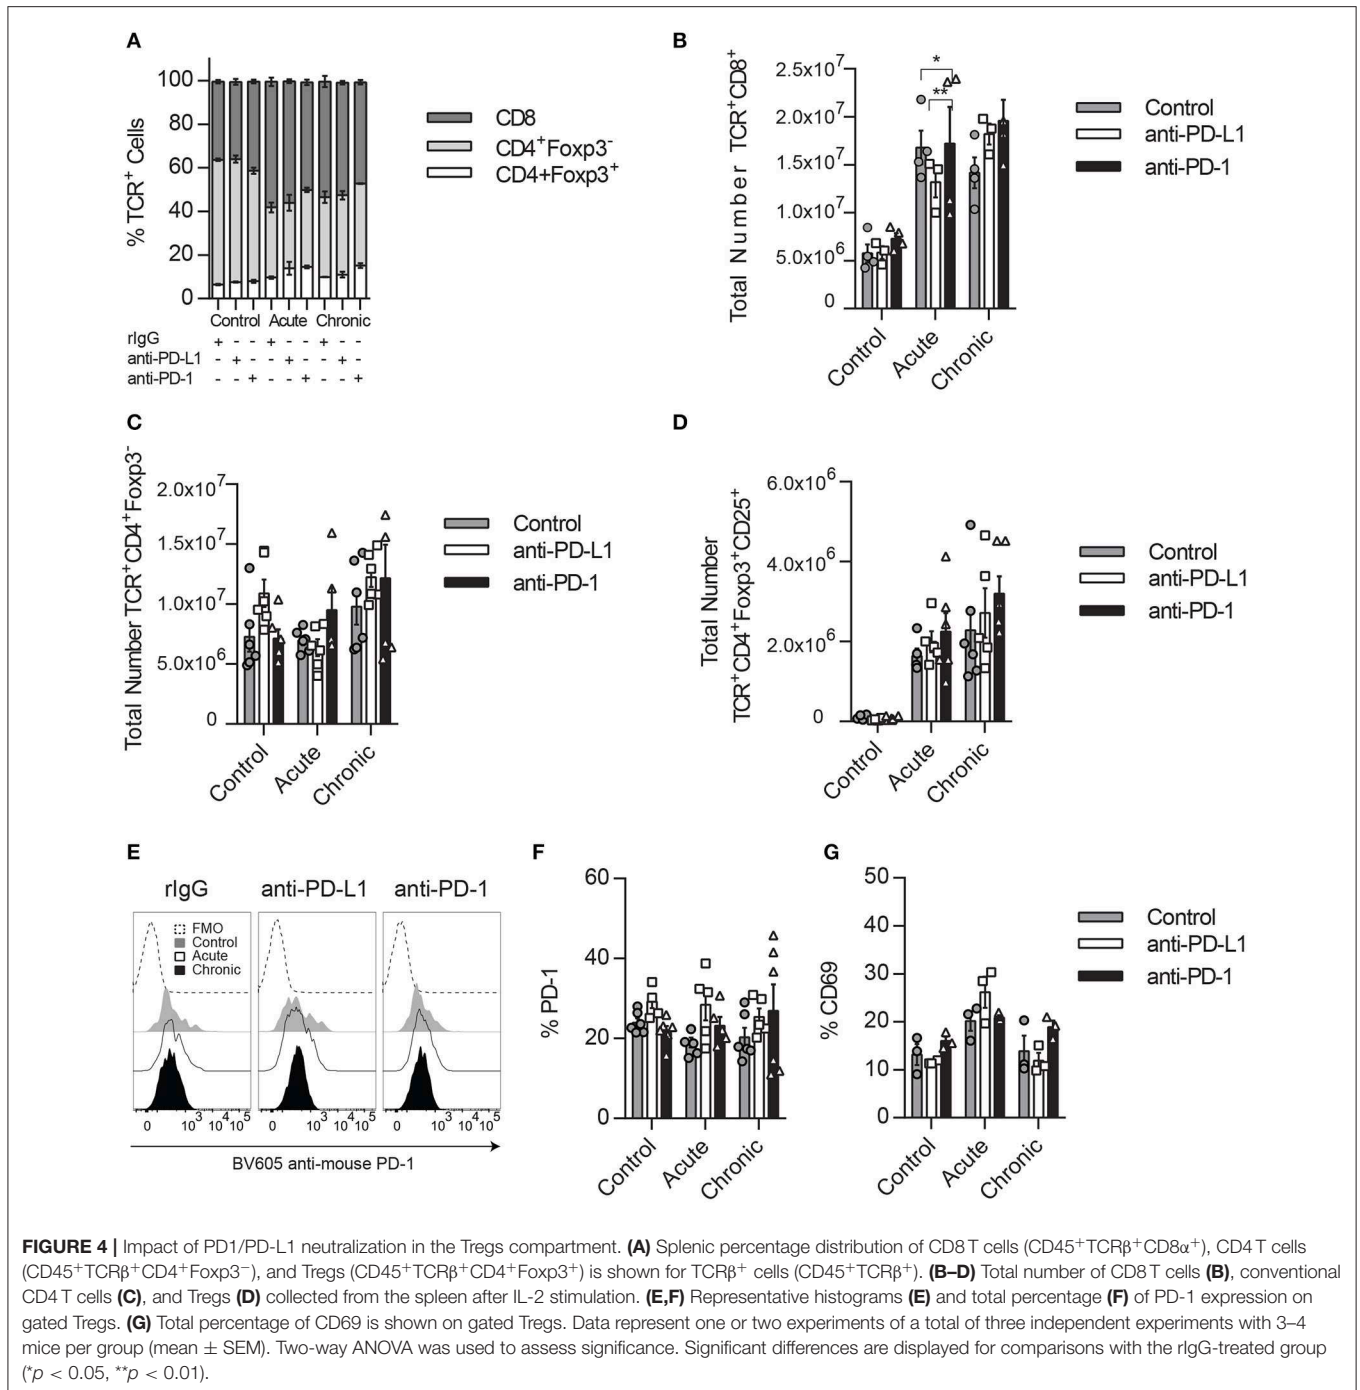 A
% TCR+ Cells
100
80
60
40
20
0
Control Acute Chronic
rIgG + - - + - - + - -
anti-PD-L1 - + - - + - - + -
anti-PD-1 - - + - - + - - +
CD8
CD4+Foxp3-
CD4+Foxp3+
B
Total Number TCR+CD8+
2.5x10^7
2.0x10^7
1.5x10^7
1.0x10^7
5.0x10^6
0
*
**
Control
Acute
Chronic
Control
anti-PD-L1
anti-PD-1
C
Total Number TCR+CD4+Foxp3-
2.0x10^7
1.5x10^7
1.0x10^7
5.0x10^6
0
Control
Acute
Chronic
Control
anti-PD-L1
anti-PD-1
D
Total Number
TCR+CD4+Foxp3+CD25+
6.0x10^6
4.0x10^6
2.0x10^6
0
Control
Acute
Chronic
Control
anti-PD-L1
anti-PD-1
E
rIgG anti-PD-L1 anti-PD-1
FMO
Control
Acute
Chronic
0 10^3 10^4 10^5 0 10^3 10^4 10^5 0 10^3 10^4 10^5
BV605 anti-mouse PD-1
F
% PD-1
60
40
20
0
Control
Acute
Chronic
G
% CD69
50
40
30
20
10
0
Control
Acute
Chronic
Control
anti-PD-L1
anti-PD-1
FIGURE 4 | Impact of PD1/PD-L1 neutralization in the Tregs compartment. (A) Splenic percentage distribution of CD8 T cells (CD45+TCRβ+CD8α+), CD4 T cells
(CD45+TCRβ+CD4+Foxp3−), and Tregs (CD45+TCRβ+CD4+Foxp3+) is shown for TCRβ+ cells (CD45+TCRβ+). (B–D) Total number of CD8 T cells (B), conventional
CD4 T cells (C), and Tregs (D) collected from the spleen after IL-2 stimulation. (E,F) Representative histograms (E) and total percentage (F) of PD-1 expression on
gated Tregs. (G) Total percentage of CD69 is shown on gated Tregs. Data represent one or two experiments of a total of three independent experiments with 3–4
mice per group (mean ± SEM). Two-way ANOVA was used to assess significance. Significant differences are displayed for comparisons with the rIgG-treated group
(*p < 0.05, **p < 0.01).